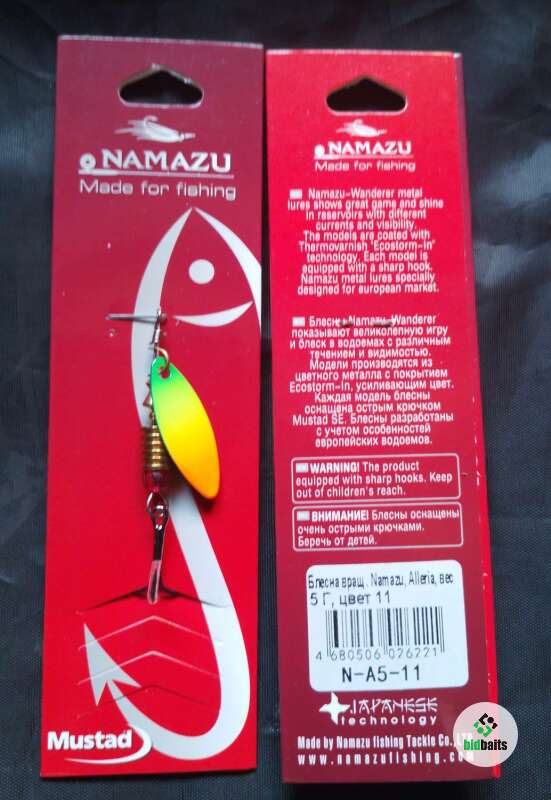 NAMAZU
Made for fishing
Mustad
NAMAZU
Made for fishing
Namazu-Wanderer metal
lures shows great game and shine
in reservoirs with different
currents and visibility.
The models are coated with
Thermovarnish "Ecostorm-In"
technology. Each model is
equipped with a sharp hook.
Namazu metal lures specially
designed for european market.
Блесны Namazu-Wanderer
показывают великолепную игру
и блеск в водоемах с различным
течением и видимостью.
Модели производятся из
цветного металла с покрытием
Ecostorm-In, усиливающим цвет.
Каждая модель блесны
оснащена острым крючком
Mustad SE. Блесны разработаны
с учетом особенностей
европейских водоемов.
WARNING! The product
equipped with sharp hooks. Keep
out of children's reach.
ВНИМАНИЕ! Блесны оснащены
очень острыми крючками.
Беречь от детей.
Блесна вращ. Namazu, Alleria, вес
5 Г, цвет 11
4 680506 026221
N-A5-11
JAPANESE
technology
Made by Namazu fishing Tackle Co.,LTD
www.namazufishing.com
bidbaits